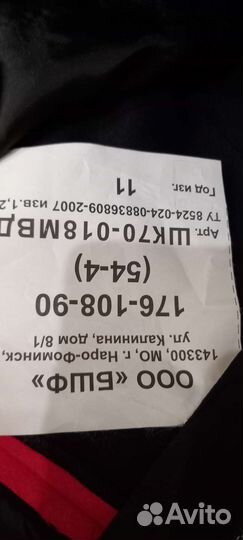 ООО «БШФ»
143300, МО, г. Наро-Фоминск,
ул. Калинина, дом 8/1
176-108-90
(54-4)
Арт. ШК70-018МВД
ТУ 8524-024-08836809-2007 изв.1,2
Год изг. 11
Avito